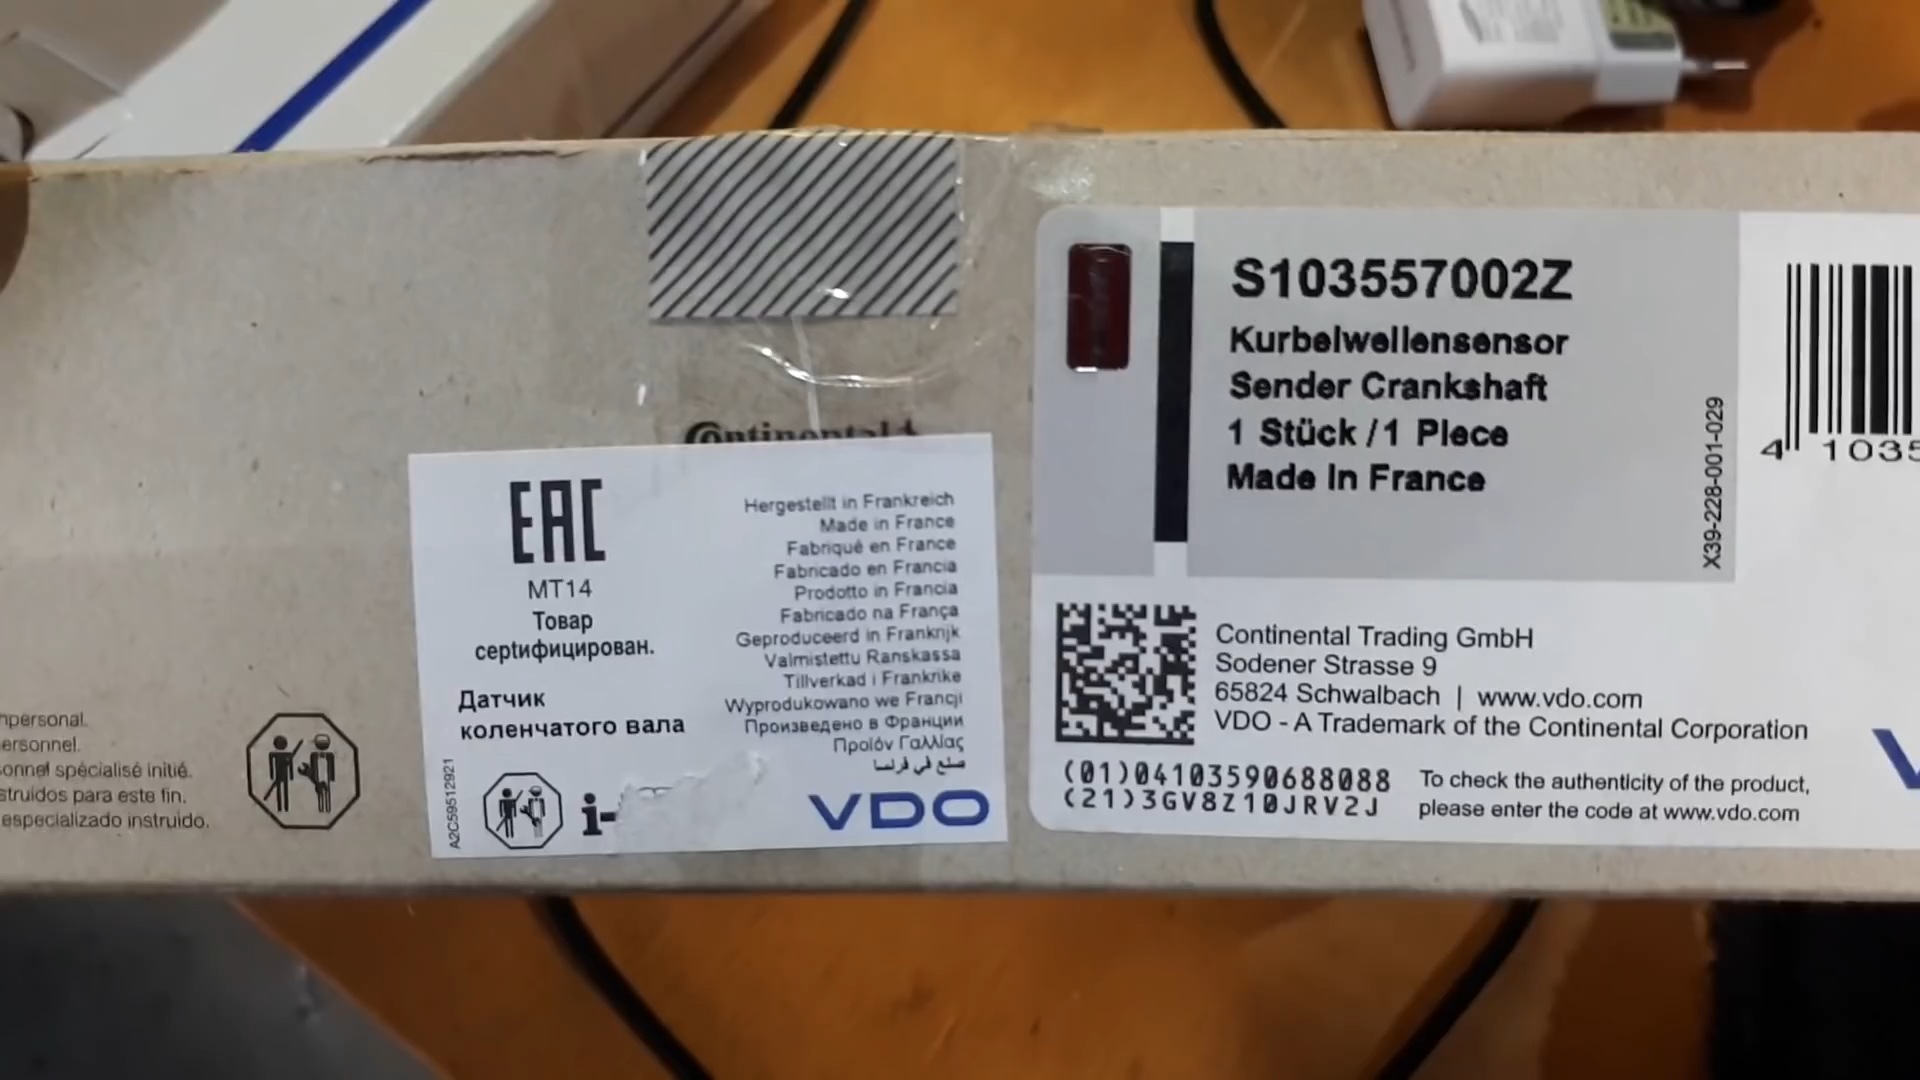 npersonal.
ersonnel.
onnel spécialisé initié.
struidos para este fin.
especializado instruido.
Continental
EAC
MT14
Товар
сертифицирован.
Датчик
коленчатого вала
A2C59512921
i-
Hergestellt in Frankreich
Made in France
Fabriqué en France
Fabricado en Francia
Prodotto in Francia
Fabricado na França
Geproduceerd in Frankrijk
Valmistettu Ranskassa
Tillverkad i Frankrike
Wyprodukowano we Francji
Произведено в Франции
Προϊόν Γαλλίας
صنع في فرنسا
VDO
S103557002Z
Kurbelwellensensor
Sender Crankshaft
1 Stück / 1 Piece
Made In France
X39-228-001-029
4 1035
Continental Trading GmbH
Sodener Strasse 9
65824 Schwalbach | www.vdo.com
VDO - A Trademark of the Continental Corporation
(01)04103590688088
(21)3GV8Z10JRV2J
To check the authenticity of the product,
please enter the code at www.vdo.com